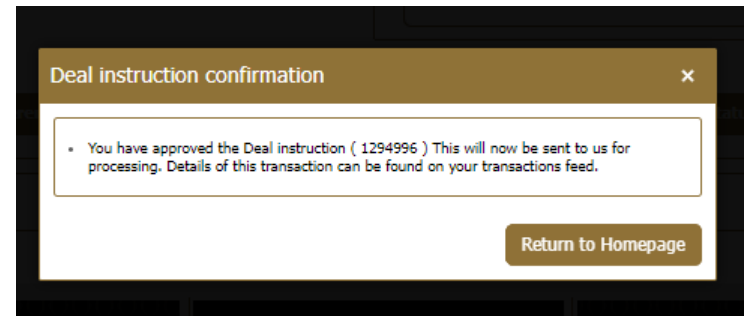 Deal instruction confirmation ×
• You have approved the Deal instruction ( 1294996 ) This will now be sent to us for
processing. Details of this transaction can be found on your transactions feed.
Return to Homepage